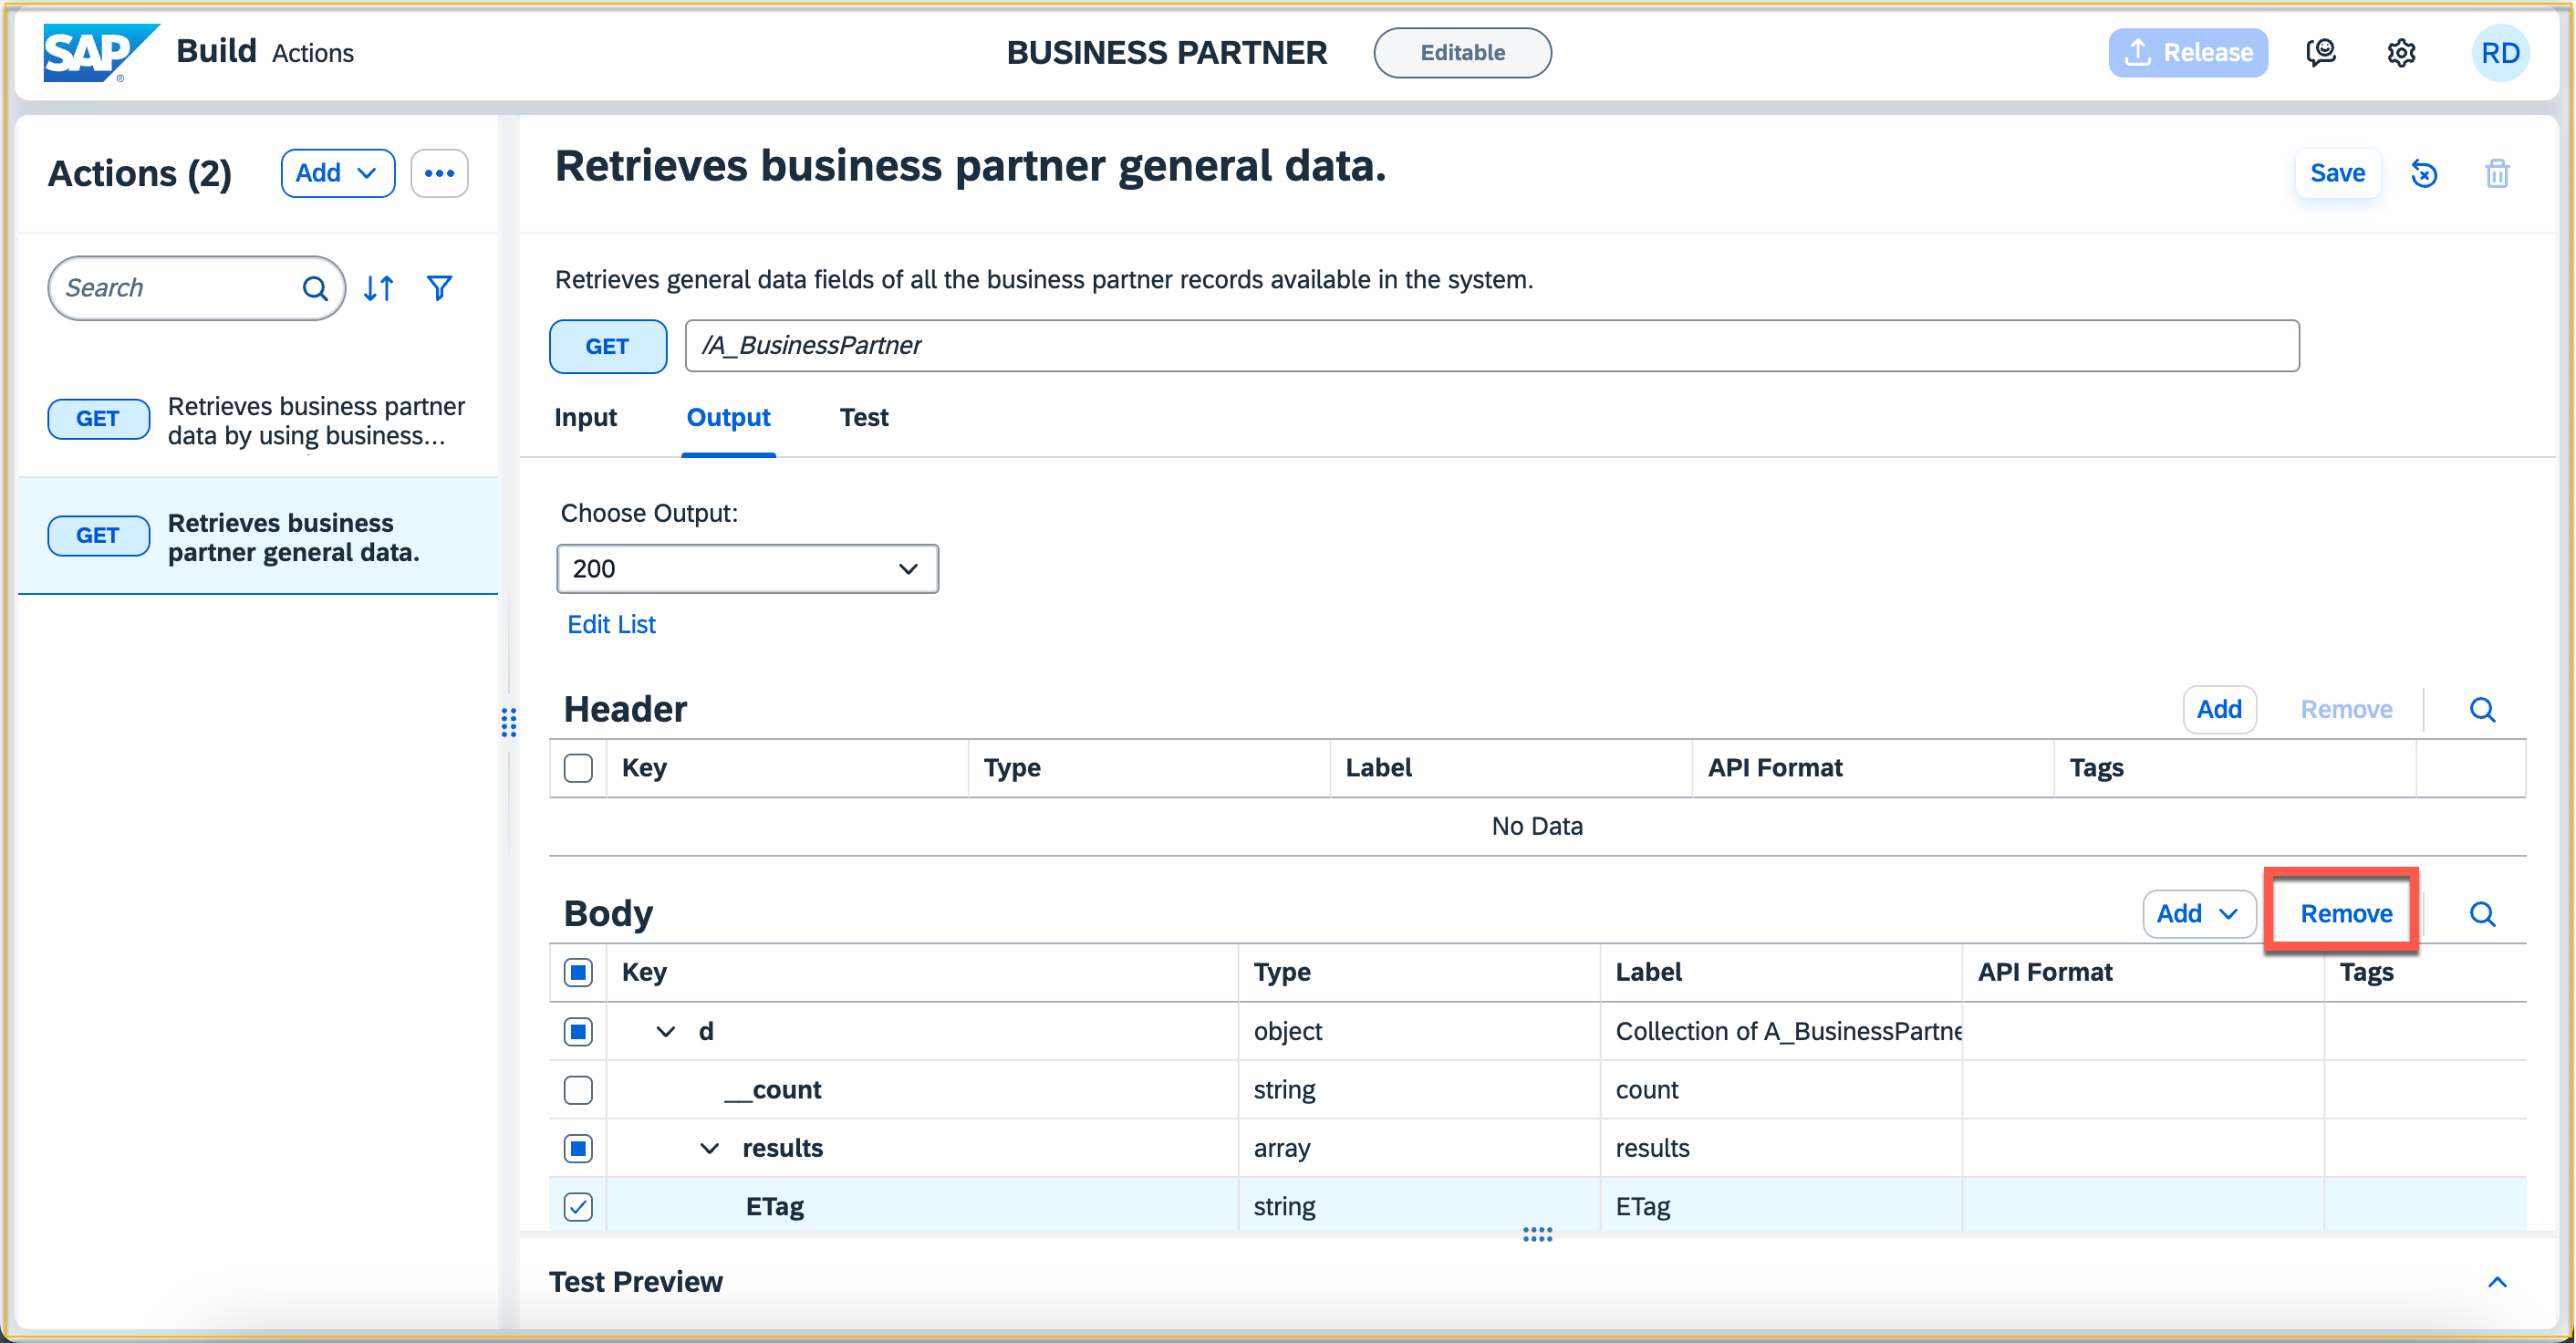 SAP Build Actions
BUSINESS PARTNER
Editable
Release
RD
Actions (2)
Add
Search
GET
Retrieves business partner
data by using business...
GET
Retrieves business
partner general data.
Retrieves business partner general data.
Save
Retrieves general data fields of all the business partner records available in the system.
GET
/A_BusinessPartner
Input Output Test
Choose Output:
200
Edit List
Header
Add Remove
Key Type Label API Format Tags
No Data
Body
Add Remove
Key Type Label API Format Tags
d object Collection of A_BusinessPartne
__count string count
results array results
ETag string ETag
Test Preview